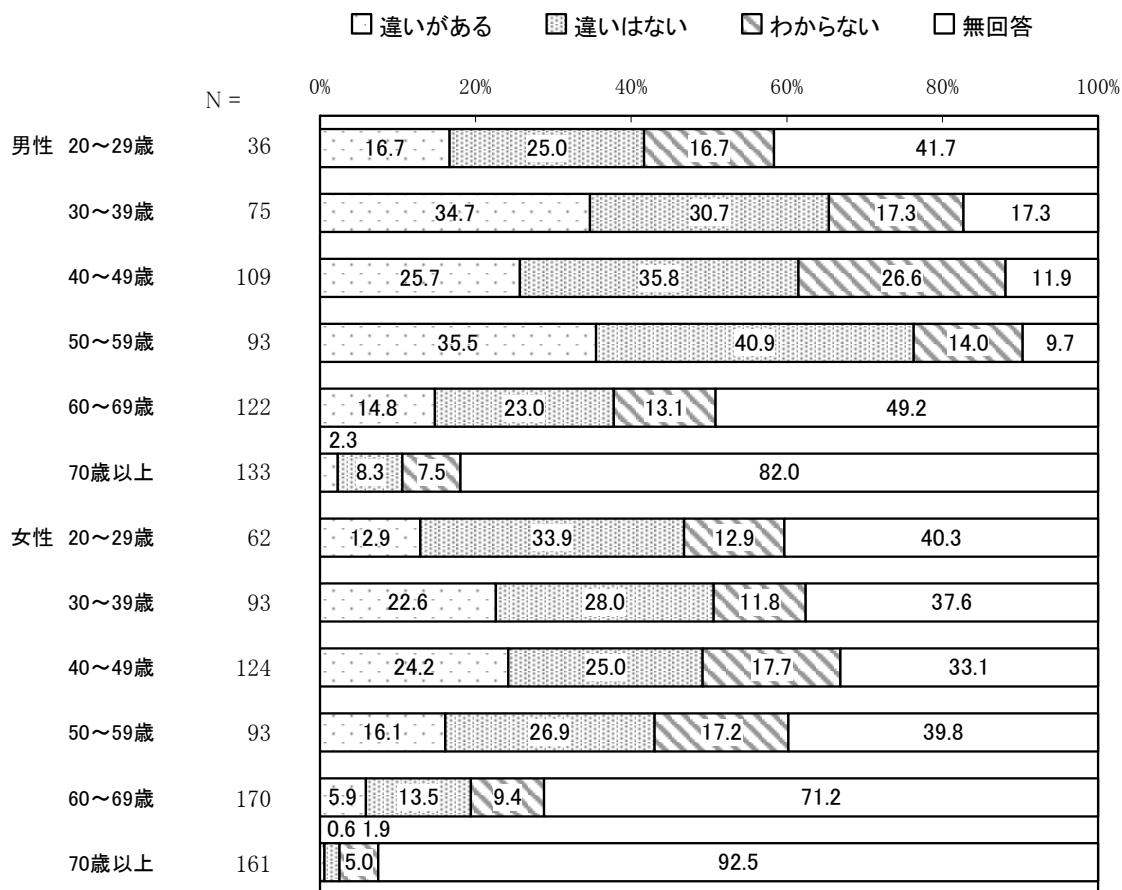 違いがある 違いはない わからない 無回答
0% 20% 40% 60% 80% 100%
N =
男性 20～29歳 36 16.7 25.0 16.7 41.7
30～39歳 75 34.7 30.7 17.3 17.3
40～49歳 109 25.7 35.8 26.6 11.9
50～59歳 93 35.5 40.9 14.0 9.7
60～69歳 122 14.8 23.0 13.1 49.2
2.3
70歳以上 133 8.3 7.5 82.0
女性 20～29歳 62 12.9 33.9 12.9 40.3
30～39歳 93 22.6 28.0 11.8 37.6
40～49歳 124 24.2 25.0 17.7 33.1
50～59歳 93 16.1 26.9 17.2 39.8
60～69歳 170 5.9 13.5 9.4 71.2
0.6 1.9
70歳以上 161 5.0 92.5